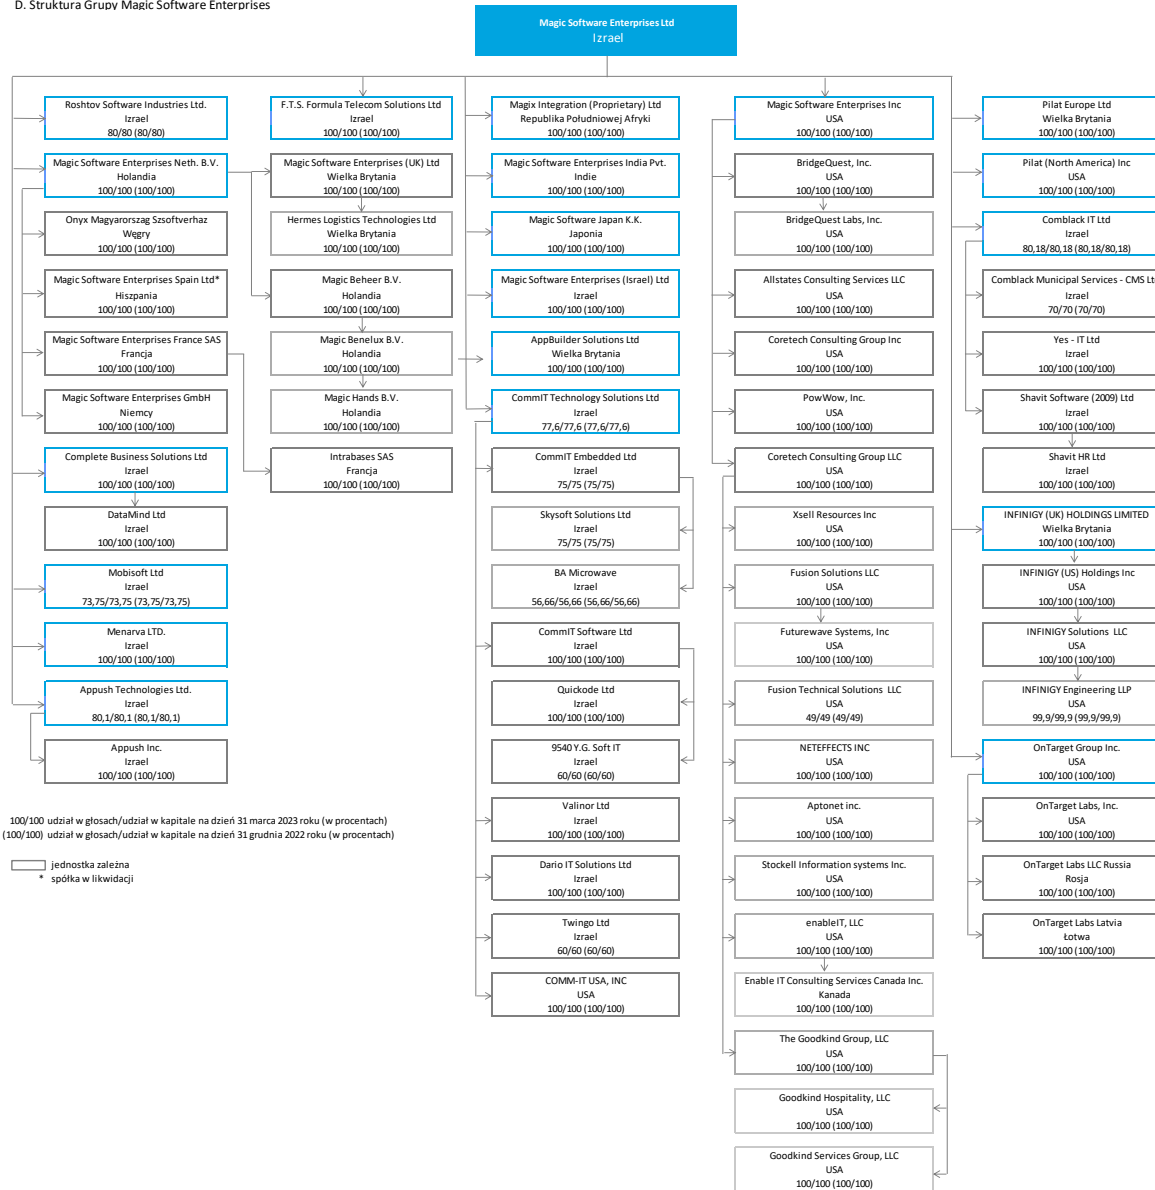 D. Struktura Grupy Magic Software Enterprises
Magic Software Enterprises Ltd
Izrael
Roshtov Software Industries Ltd.
Izrael
80/80 (80/80)
Magic Software Enterprises Neth. B.V.
Holandia
100/100 (100/100)
Onyx Magyarorszag Szsoftverhaz
Węgry
100/100 (100/100)
Magic Software Enterprises Spain Ltd*
Hiszpania
100/100 (100/100)
Magic Software Enterprises France SAS
Francja
100/100 (100/100)
Magic Software Enterprises GmbH
Niemcy
100/100 (100/100)
Complete Business Solutions Ltd
Izrael
100/100 (100/100)
DataMind Ltd
Izrael
100/100 (100/100)
Mobisoft Ltd
Izrael
73,75/73,75 (73,75/73,75)
Menarva LTD.
Izrael
100/100 (100/100)
Appush Technologies Ltd.
Izrael
80,1/80,1 (80,1/80,1)
Appush Inc.
Izrael
100/100 (100/100)
F.T.S. Formula Telecom Solutions Ltd
Izrael
100/100 (100/100)
Magic Software Enterprises (UK) Ltd
Wielka Brytania
100/100 (100/100)
Hermes Logistics Technologies Ltd
Wielka Brytania
100/100 (100/100)
Magic Beheer B.V.
Holandia
100/100 (100/100)
Magic Benelux B.V.
Holandia
100/100 (100/100)
Magic Hands B.V.
Holandia
100/100 (100/100)
Intrabases SAS
Francja
100/100 (100/100)
Magix Integration (Proprietary) Ltd
Republika Południowej Afryki
100/100 (100/100)
Magic Software Enterprises India Pvt.
Indie
100/100 (100/100)
Magic Software Japan K.K.
Japonia
100/100 (100/100)
Magic Software Enterprises (Israel) Ltd
Izrael
100/100 (100/100)
AppBuilder Solutions Ltd
Wielka Brytania
100/100 (100/100)
CommIT Technology Solutions Ltd
Izrael
77,6/77,6 (77,6/77,6)
CommIT Embedded Ltd
Izrael
75/75 (75/75)
Skysoft Solutions Ltd
Izrael
75/75 (75/75)
BA Microwave
Izrael
56,66/56,66 (56,66/56,66)
CommIT Software Ltd
Izrael
100/100 (100/100)
Quickode Ltd
Izrael
100/100 (100/100)
9540 Y.G. Soft IT
Izrael
60/60 (60/60)
Valinor Ltd
Izrael
100/100 (100/100)
Dario IT Solutions Ltd
Izrael
100/100 (100/100)
Twingo Ltd
Izrael
60/60 (60/60)
COMM-IT USA, INC
USA
100/100 (100/100)
Magic Software Enterprises Inc
USA
100/100 (100/100)
BridgeQuest, Inc.
USA
100/100 (100/100)
BridgeQuest Labs, Inc.
USA
100/100 (100/100)
Allstates Consulting Services LLC
USA
100/100 (100/100)
Coretech Consulting Group Inc
USA
100/100 (100/100)
PowWow, Inc.
USA
100/100 (100/100)
Coretech Consulting Group LLC
USA
100/100 (100/100)
Xsell Resources Inc
USA
100/100 (100/100)
Fusion Solutions LLC
USA
100/100 (100/100)
Futurewave Systems, Inc
USA
100/100 (100/100)
Fusion Technical Solutions LLC
USA
49/49 (49/49)
NETEFFECTS INC
USA
100/100 (100/100)
Aptonet inc.
USA
100/100 (100/100)
Stockell Information systems Inc.
USA
100/100 (100/100)
enableIT, LLC
USA
100/100 (100/100)
Enable IT Consulting Services Canada Inc.
Kanada
100/100 (100/100)
The Goodkind Group, LLC
USA
100/100 (100/100)
Goodkind Hospitality, LLC
USA
100/100 (100/100)
Goodkind Services Group, LLC
USA
100/100 (100/100)
Pilat Europe Ltd
Wielka Brytania
100/100 (100/100)
Pilat (North America) Inc
USA
100/100 (100/100)
Comblack IT Ltd
Izrael
80,18/80,18 (80,18/80,18)
Comblack Municipal Services - CMS Lt
Izrael
70/70 (70/70)
Yes - IT Ltd
Izrael
100/100 (100/100)
Shavit Software (2009) Ltd
Izrael
100/100 (100/100)
Shavit HR Ltd
Izrael
100/100 (100/100)
INFINIGY (UK) HOLDINGS LIMITED
Wielka Brytania
100/100 (100/100)
INFINIGY (US) Holdings Inc
USA
100/100 (100/100)
INFINIGY Solutions LLC
USA
100/100 (100/100)
INFINIGY Engineering LLP
USA
99,9/99,9 (99,9/99,9)
OnTarget Group Inc.
USA
100/100 (100/100)
OnTarget Labs, Inc.
USA
100/100 (100/100)
OnTarget Labs LLC Russia
Rosja
100/100 (100/100)
OnTarget Labs Latvia
Łotwa
100/100 (100/100)
100/100 udział w głosach/udział w kapitale na dzień 31 marca 2023 roku (w procentach)
(100/100) udział w głosach/udział w kapitale na dzień 31 grudnia 2022 roku (w procentach)
jednostka zależna
* spółka w likwidacji